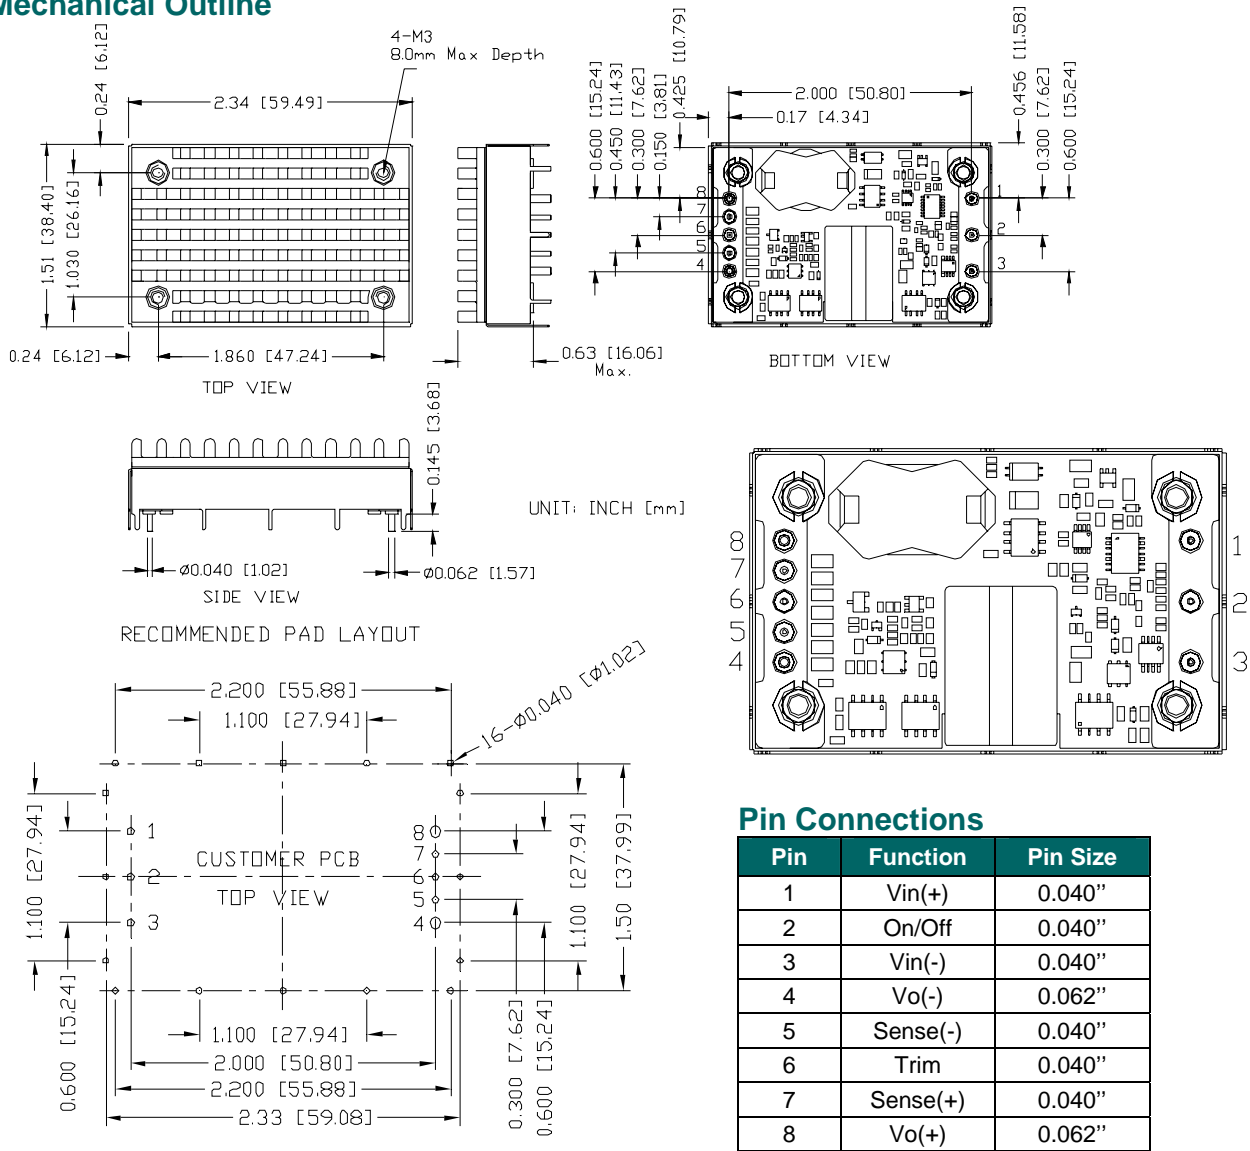 Mechanical Outline
4-M3
8.0mm Max Depth
0.24 [6.12]
2.34 [59.49]
1.51 [38.40]
1.030 [26.16]
0.24 [6.12]
1.860 [47.24]
TOP VIEW
0.63 [16.06]
Max.
0.600 [15.24]
0.450 [11.43]
0.300 [7.62]
0.150 [3.81]
0.425 [10.79]
2.000 [50.80]
0.17 [4.34]
0.456 [11.58]
0.300 [7.62]
0.600 [15.24]
8
7
6
5
4
1
2
3
BOTTOM VIEW
0.145 [3.68]
Ø0.040 [1.02]
Ø0.062 [1.57]
SIDE VIEW
UNIT: INCH [mm]
8
7
6
5
4
1
2
3
RECOMMENDED PAD LAYOUT
2.200 [55.88]
1.100 [27.94]
16-Ø0.040 [Ø1.02]
1.100 [27.94]
0.600 [15.24]
1
2
3
CUSTOMER PCB
TOP VIEW
8
7
6
5
4
1.100 [27.94]
1.50 [37.99]
0.300 [7.62]
0.600 [15.24]
1.100 [27.94]
2.000 [50.80]
2.200 [55.88]
2.33 [59.08]
Pin Connections
Pin Function Pin Size
1 Vin(+) 0.040’’
2 On/Off 0.040’’
3 Vin(-) 0.040’’
4 Vo(-) 0.062’’
5 Sense(-) 0.040’’
6 Trim 0.040’’
7 Sense(+) 0.040’’
8 Vo(+) 0.062’’